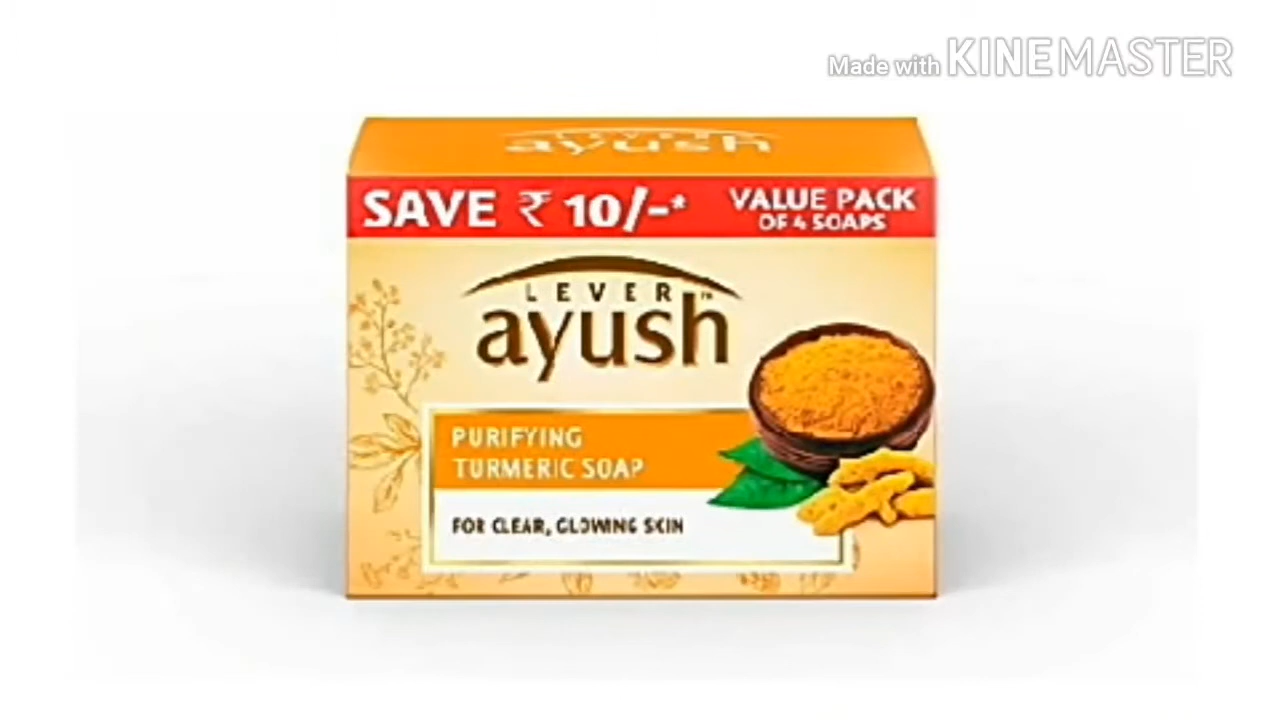 Made with KINEMASTER
LEVER
ayush
SAVE ₹ 10/-*
VALUE PACK
OF 4 SOAPS
LEVER™
ayush
PURIFYING
TURMERIC SOAP
FOR CLEAR, GLOWING SKIN